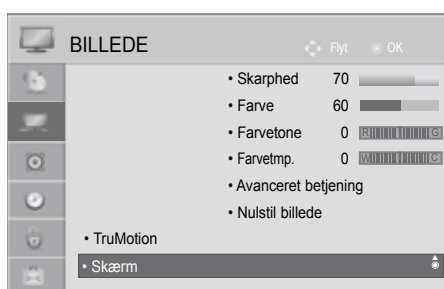 BILLEDE Flyt OK
• Skarphed 70
• Farve 60
• Farvetone 0 R G
• Farvetmp. 0 W C
• Avanceret betjening
• Nulstil billede
• TruMotion
• Skærm